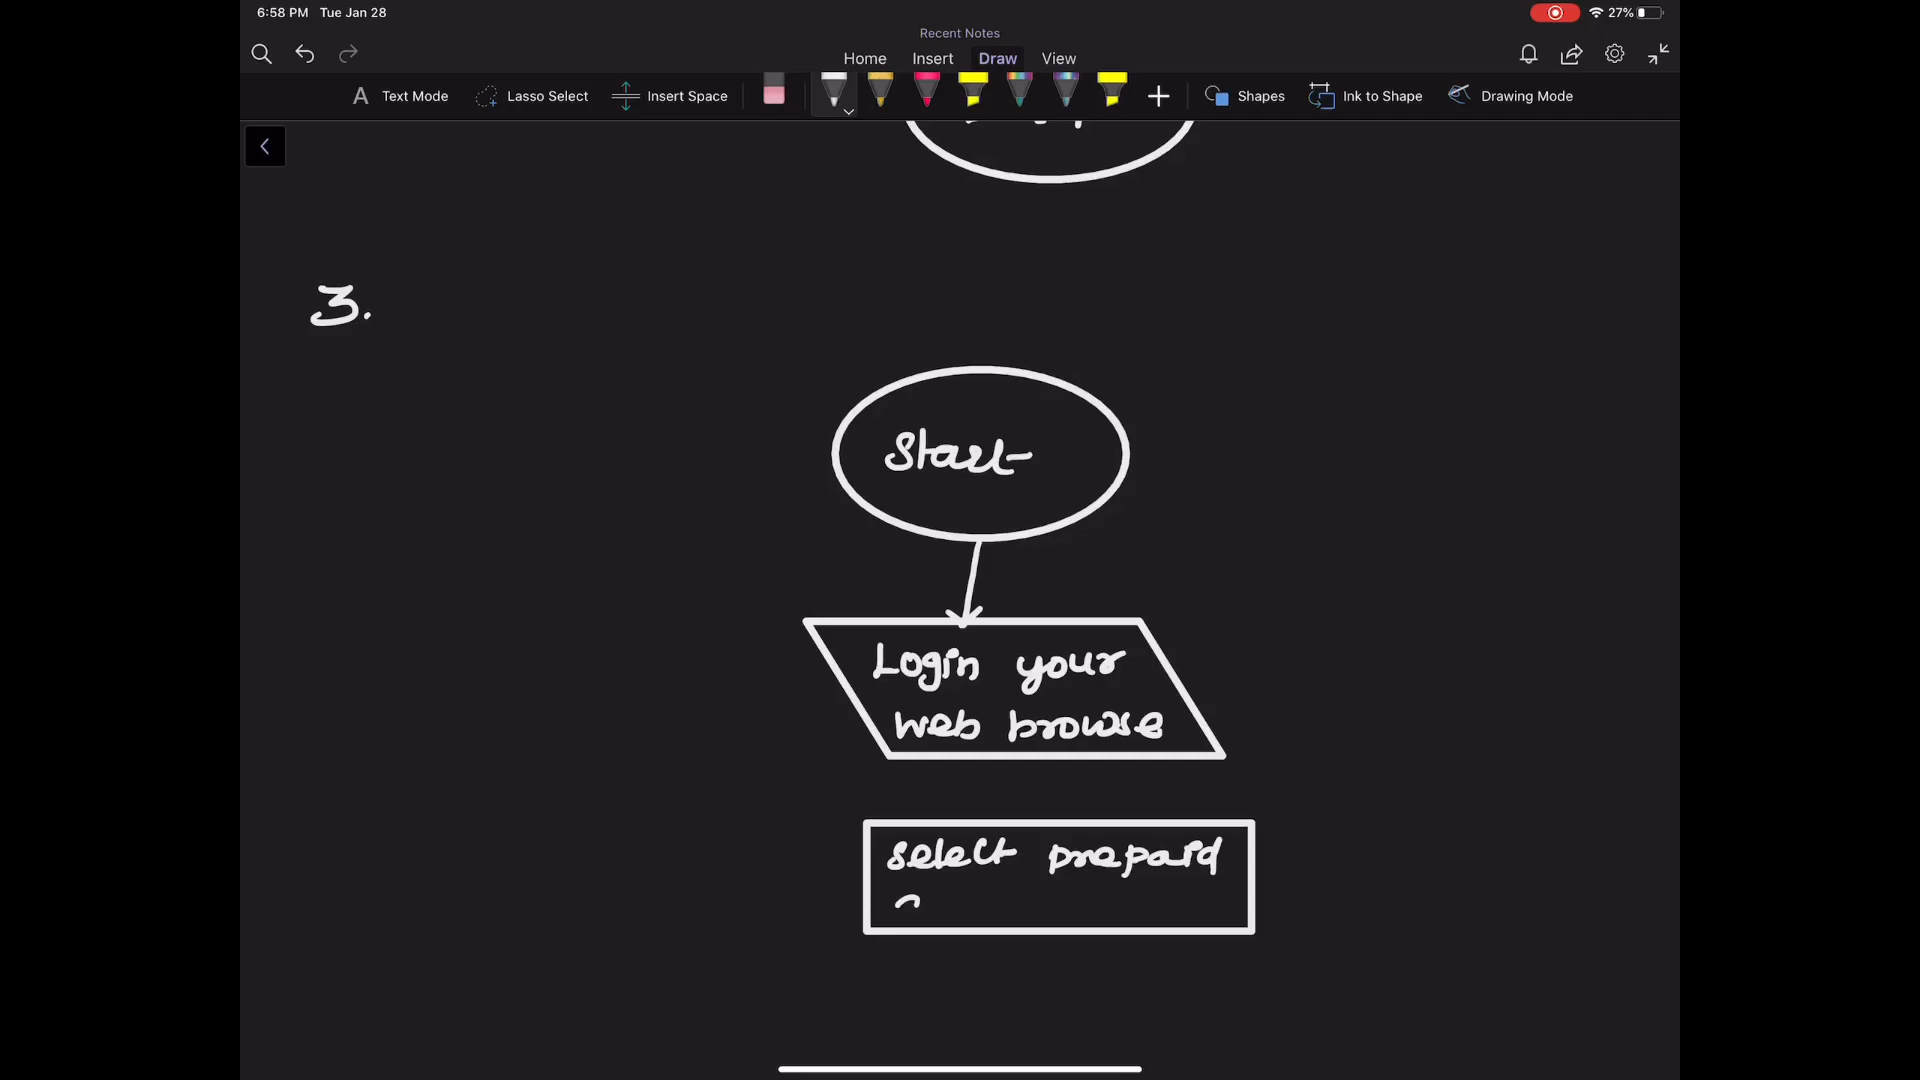 6:58 PM Tue Jan 28
27%
Recent Notes
Home Insert Draw View
Text Mode Lasso Select Insert Space Shapes Ink to Shape Drawing Mode
3.
Start
Login your
web browse
select prepaid